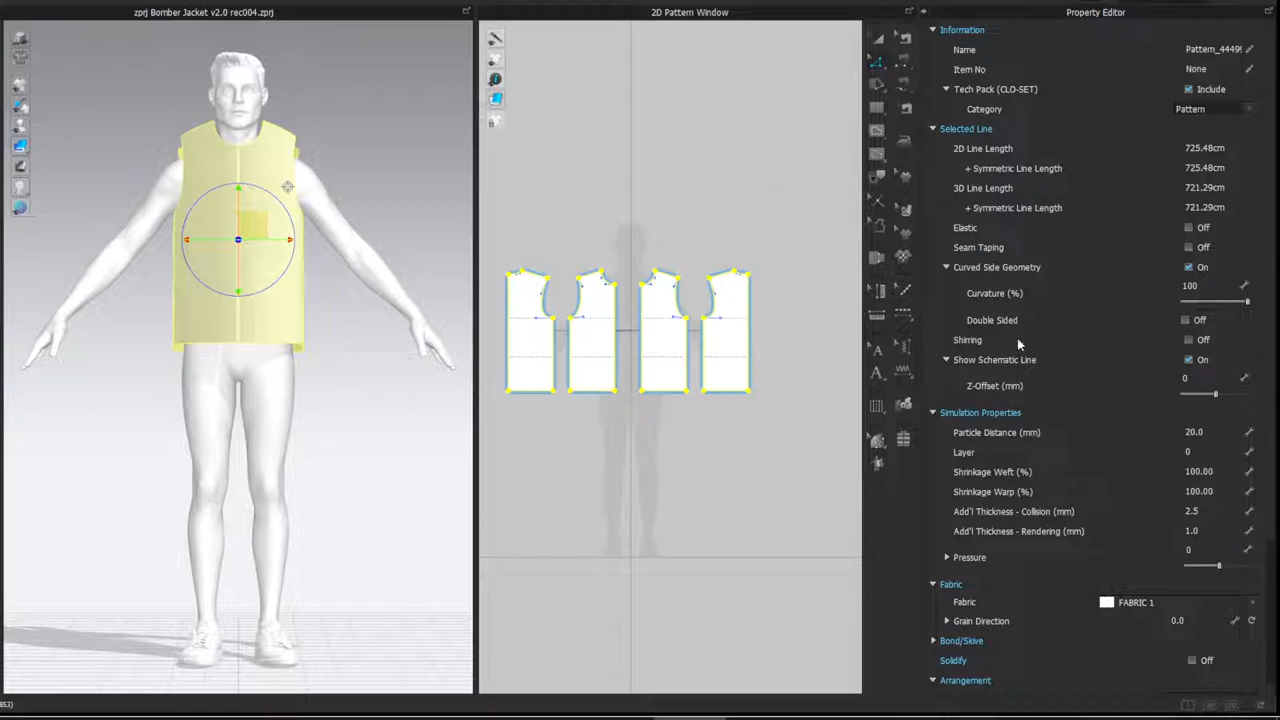 zprj Bomber Jacket v2.0 rec004.zprj
2D Pattern Window
Property Editor
Information
Name Pattern_44499
Item No None
Tech Pack (CLO-SET) Include
Category Pattern
Selected Line
2D Line Length 725.48cm
+ Symmetric Line Length 725.48cm
3D Line Length 721.29cm
+ Symmetric Line Length 721.29cm
Elastic Off
Seam Taping Off
Curved Side Geometry On
Curvature (%) 100
Double Sided Off
Shirring Off
Show Schematic Line On
Z-Offset (mm) 0
Simulation Properties
Particle Distance (mm) 20.0
Layer 0
Shrinkage Weft (%) 100.00
Shrinkage Warp (%) 100.00
Add'l Thickness - Collision (mm) 2.5
Add'l Thickness - Rendering (mm) 1.0
Pressure 0
Fabric
Fabric FABRIC 1
Grain Direction 0.0
Bond/Skive
Solidify Off
Arrangement
853)